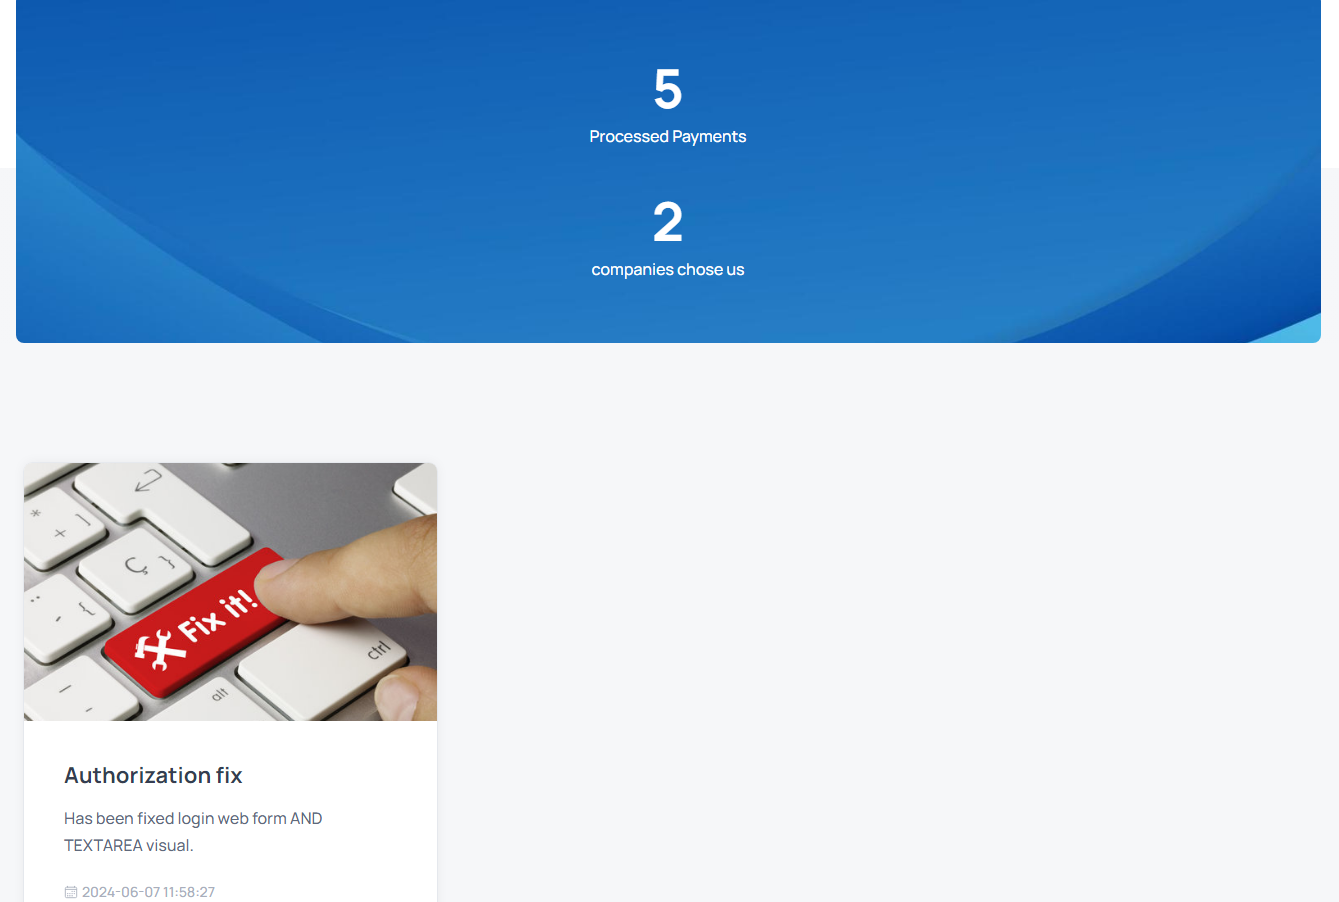 5
Processed Payments
2
companies chose us
Fix it!
ctrl
alt
Authorization fix
Has been fixed login web form AND
TEXTAREA visual.
2024-06-07 11:58:27